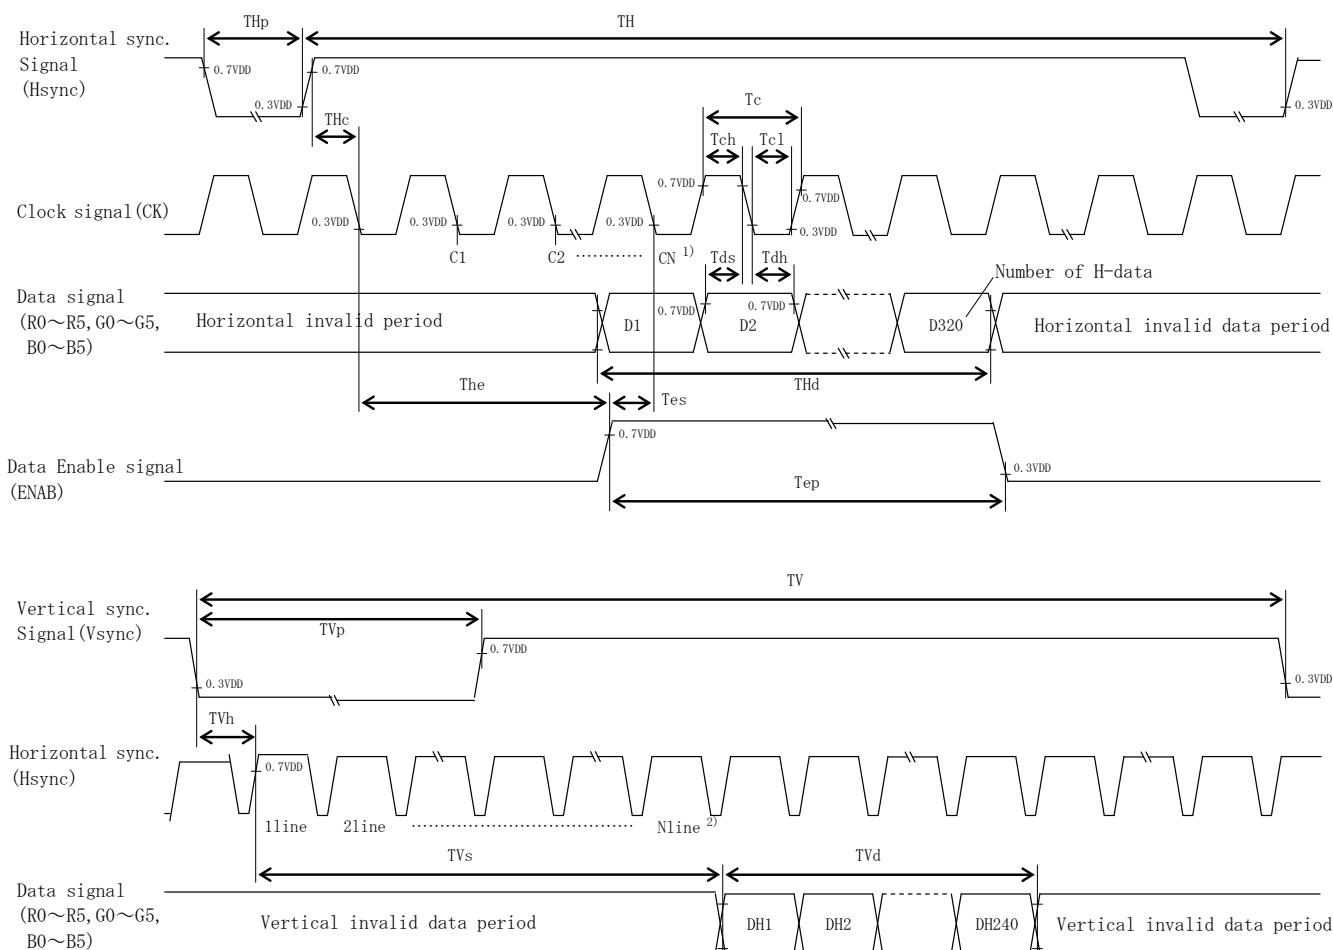 THp
TH
Horizontal sync.
Signal
(Hsync)
0.7VDD
0.7VDD
0.3VDD
0.3VDD
THc
Tc
Tch
Tcl
Clock signal(CK)
0.7VDD
0.7VDD
0.3VDD
0.3VDD
0.3VDD
0.3VDD
0.3VDD
C1
C2 ············
CN 1)
Tds
Tdh
Number of H-data
Data signal
(R0～R5,G0～G5,
B0～B5)
Horizontal invalid period
0.7VDD
0.7VDD
D1
D2
D320
Horizontal invalid data period
THd
The
Tes
0.7VDD
Data Enable signal
(ENAB)
0.3VDD
Tep
TV
Vertical sync.
Signal(Vsync)
TVp
0.7VDD
0.3VDD
0.3VDD
TVh
Horizontal sync.
(Hsync)
0.7VDD
1line
2line
·······································
Nline 2)
TVs
TVd
Data signal
(R0～R5,G0～G5,
B0～B5)
Vertical invalid data period
DH1
DH2
DH240
Vertical invalid data period